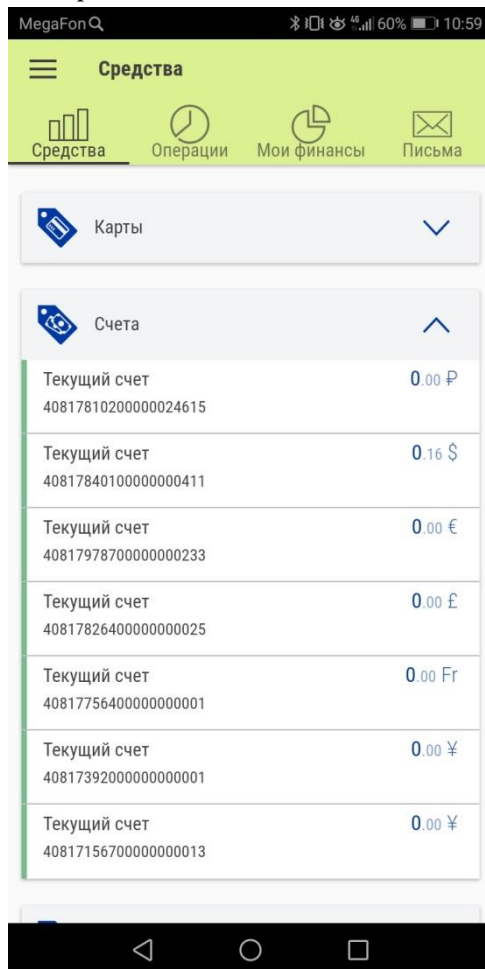 MegaFon 60% 10:59
Средства
Средства Операции Мои финансы Письма
Карты
Счета
Текущий счет 0.00 ₽
40817810200000024615
Текущий счет 0.16 $
40817840100000000411
Текущий счет 0.00 €
40817978700000000233
Текущий счет 0.00 £
40817826400000000025
Текущий счет 0.00 Fr
40817756400000000001
Текущий счет 0.00 ¥
40817392000000000001
Текущий счет 0.00 ¥
40817156700000000013